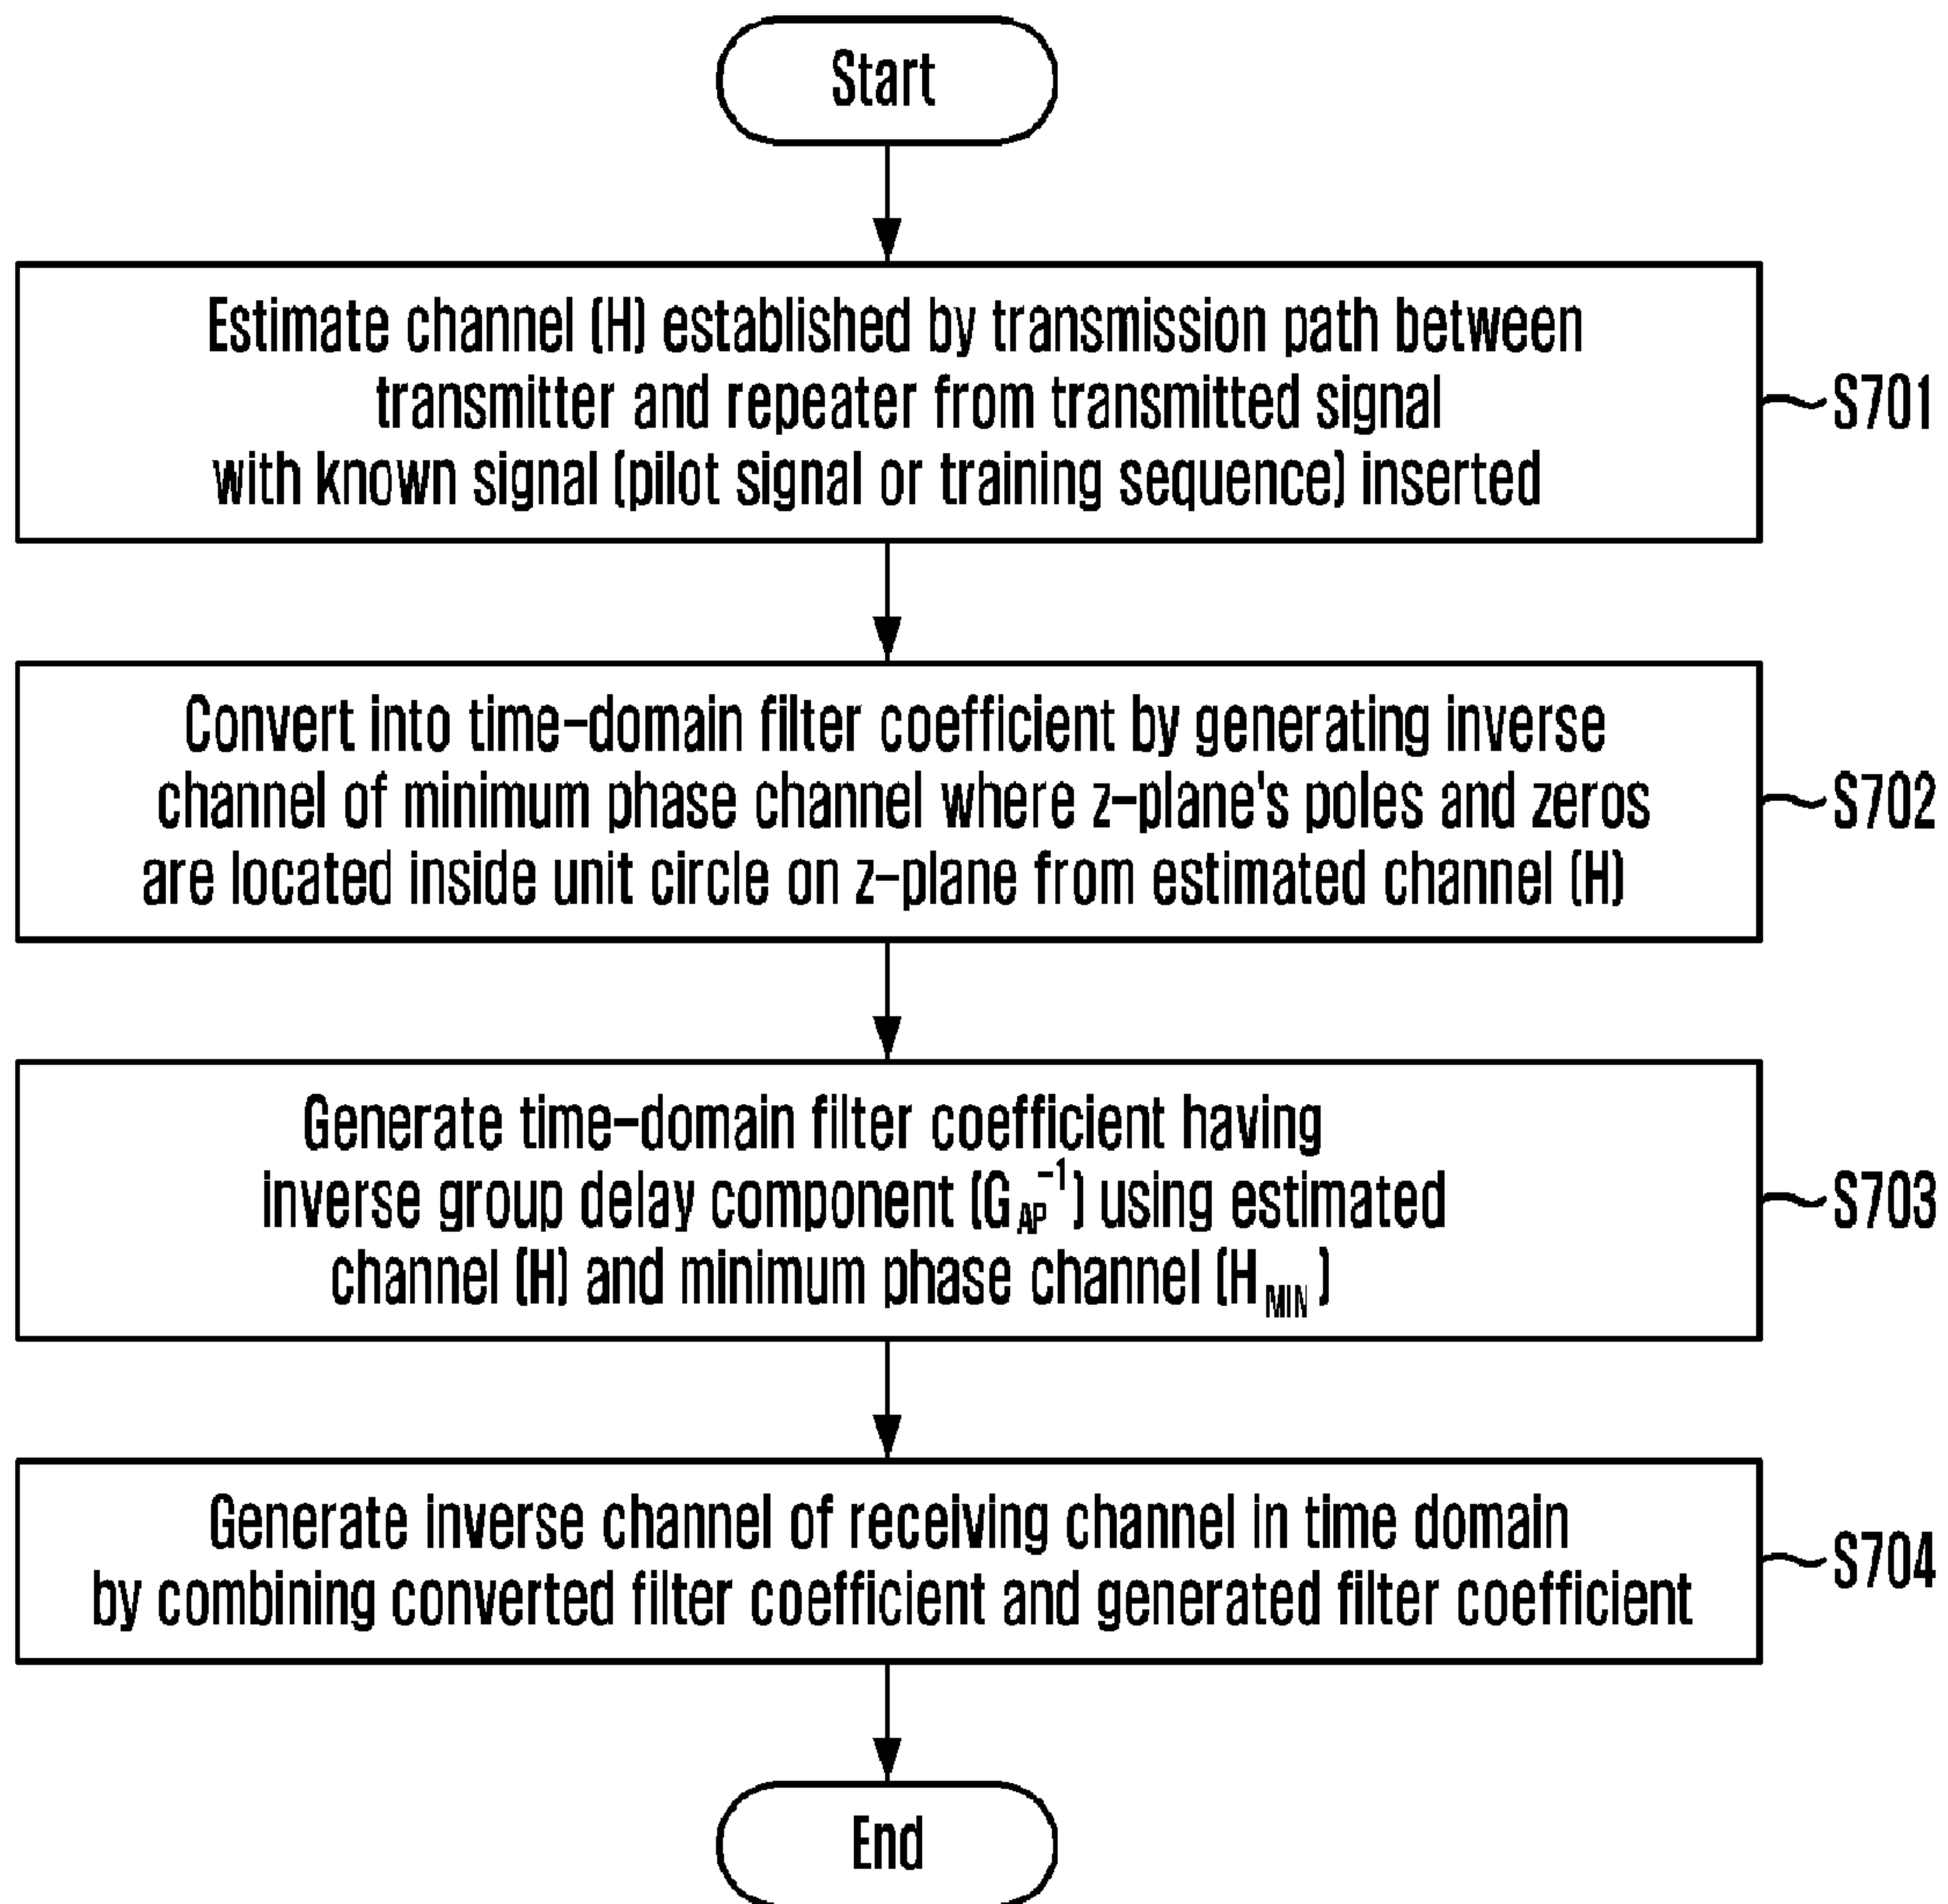 Start
Estimate channel (H) established by transmission path between
transmitter and repeater from transmitted signal
with known signal (pilot signal or training sequence) inserted
S701
Convert into time-domain filter coefficient by generating inverse
channel of minimum phase channel where z-plane's poles and zeros
are located inside unit circle on z-plane from estimated channel (H)
S702
Generate time-domain filter coefficient having
inverse group delay component (G_AP^-1) using estimated
channel (H) and minimum phase channel (H_MIN)
S703
Generate inverse channel of receiving channel in time domain
by combining converted filter coefficient and generated filter coefficient
S704
End